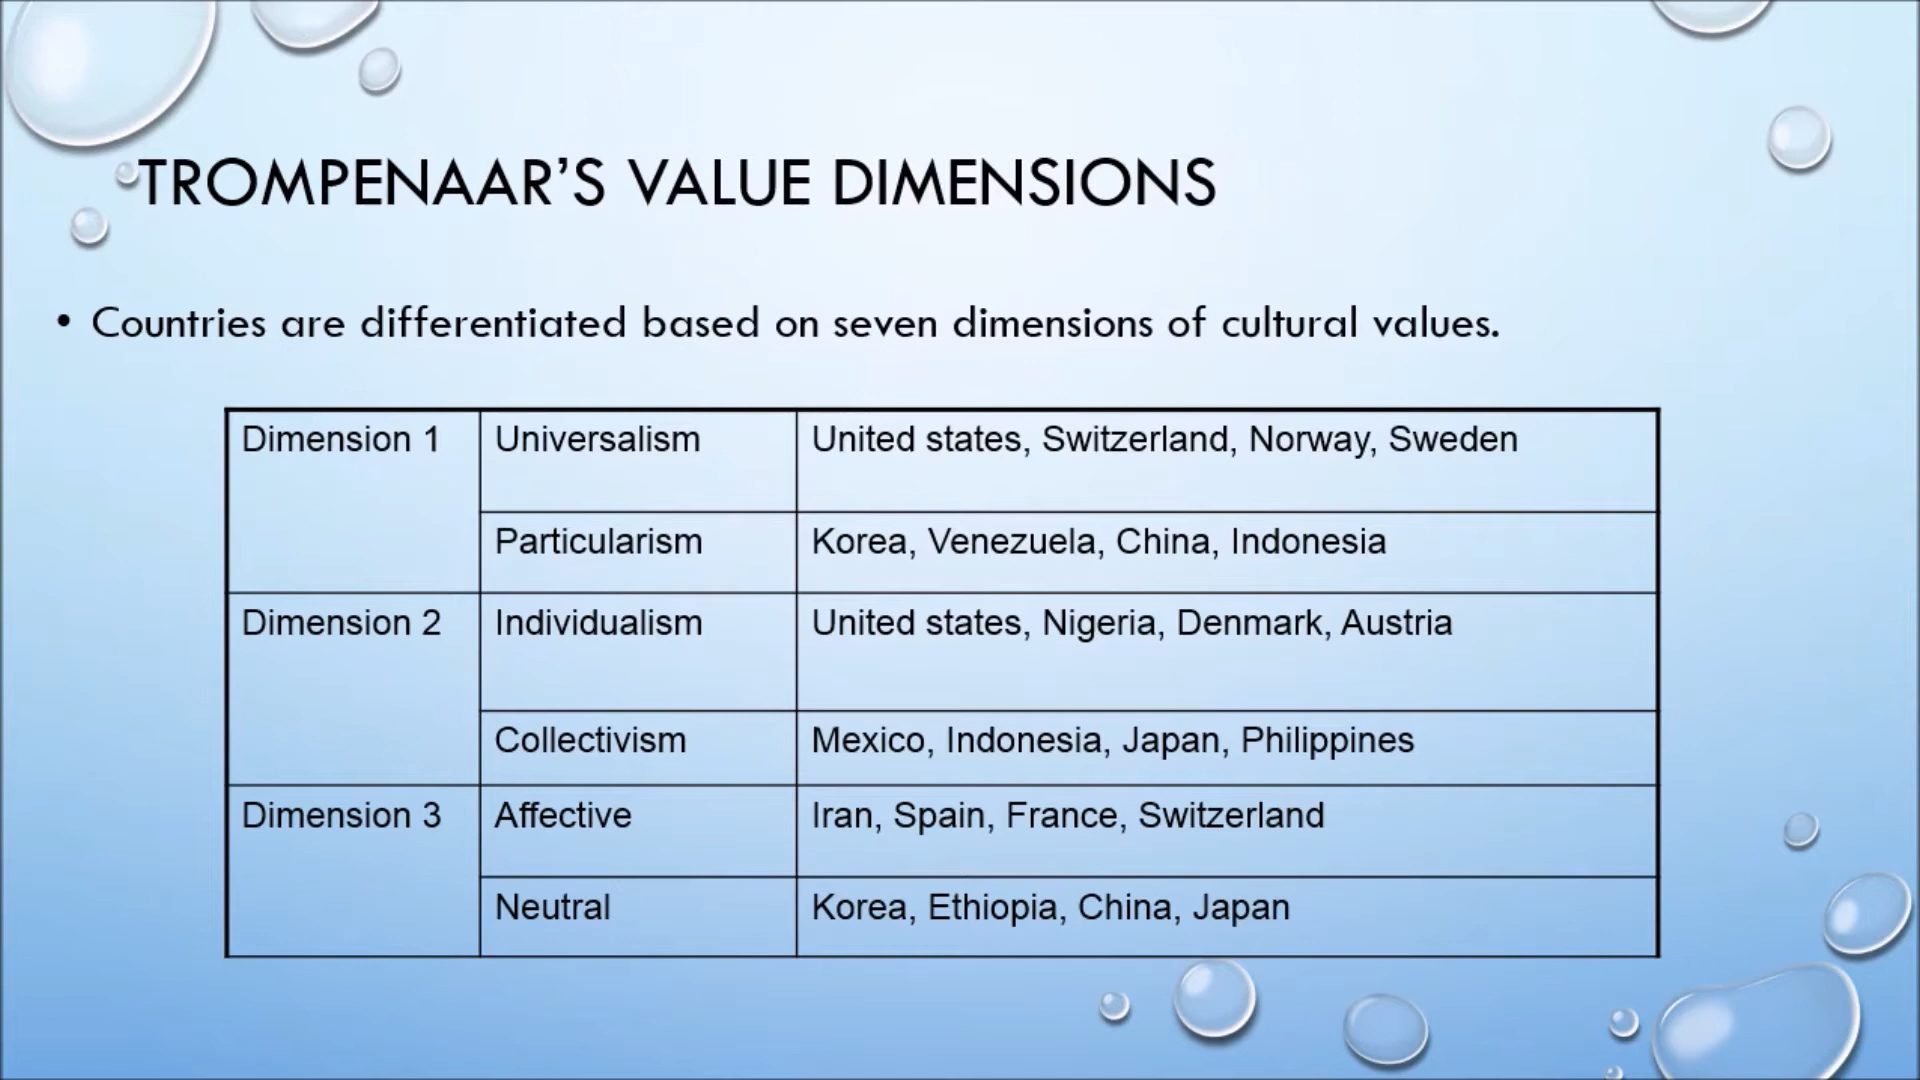 TROMPENAAR’S VALUE DIMENSIONS
• Countries are differentiated based on seven dimensions of cultural values.
Dimension 1 Universalism United states, Switzerland, Norway, Sweden
Particularism Korea, Venezuela, China, Indonesia
Dimension 2 Individualism United states, Nigeria, Denmark, Austria
Collectivism Mexico, Indonesia, Japan, Philippines
Dimension 3 Affective Iran, Spain, France, Switzerland
Neutral Korea, Ethiopia, China, Japan